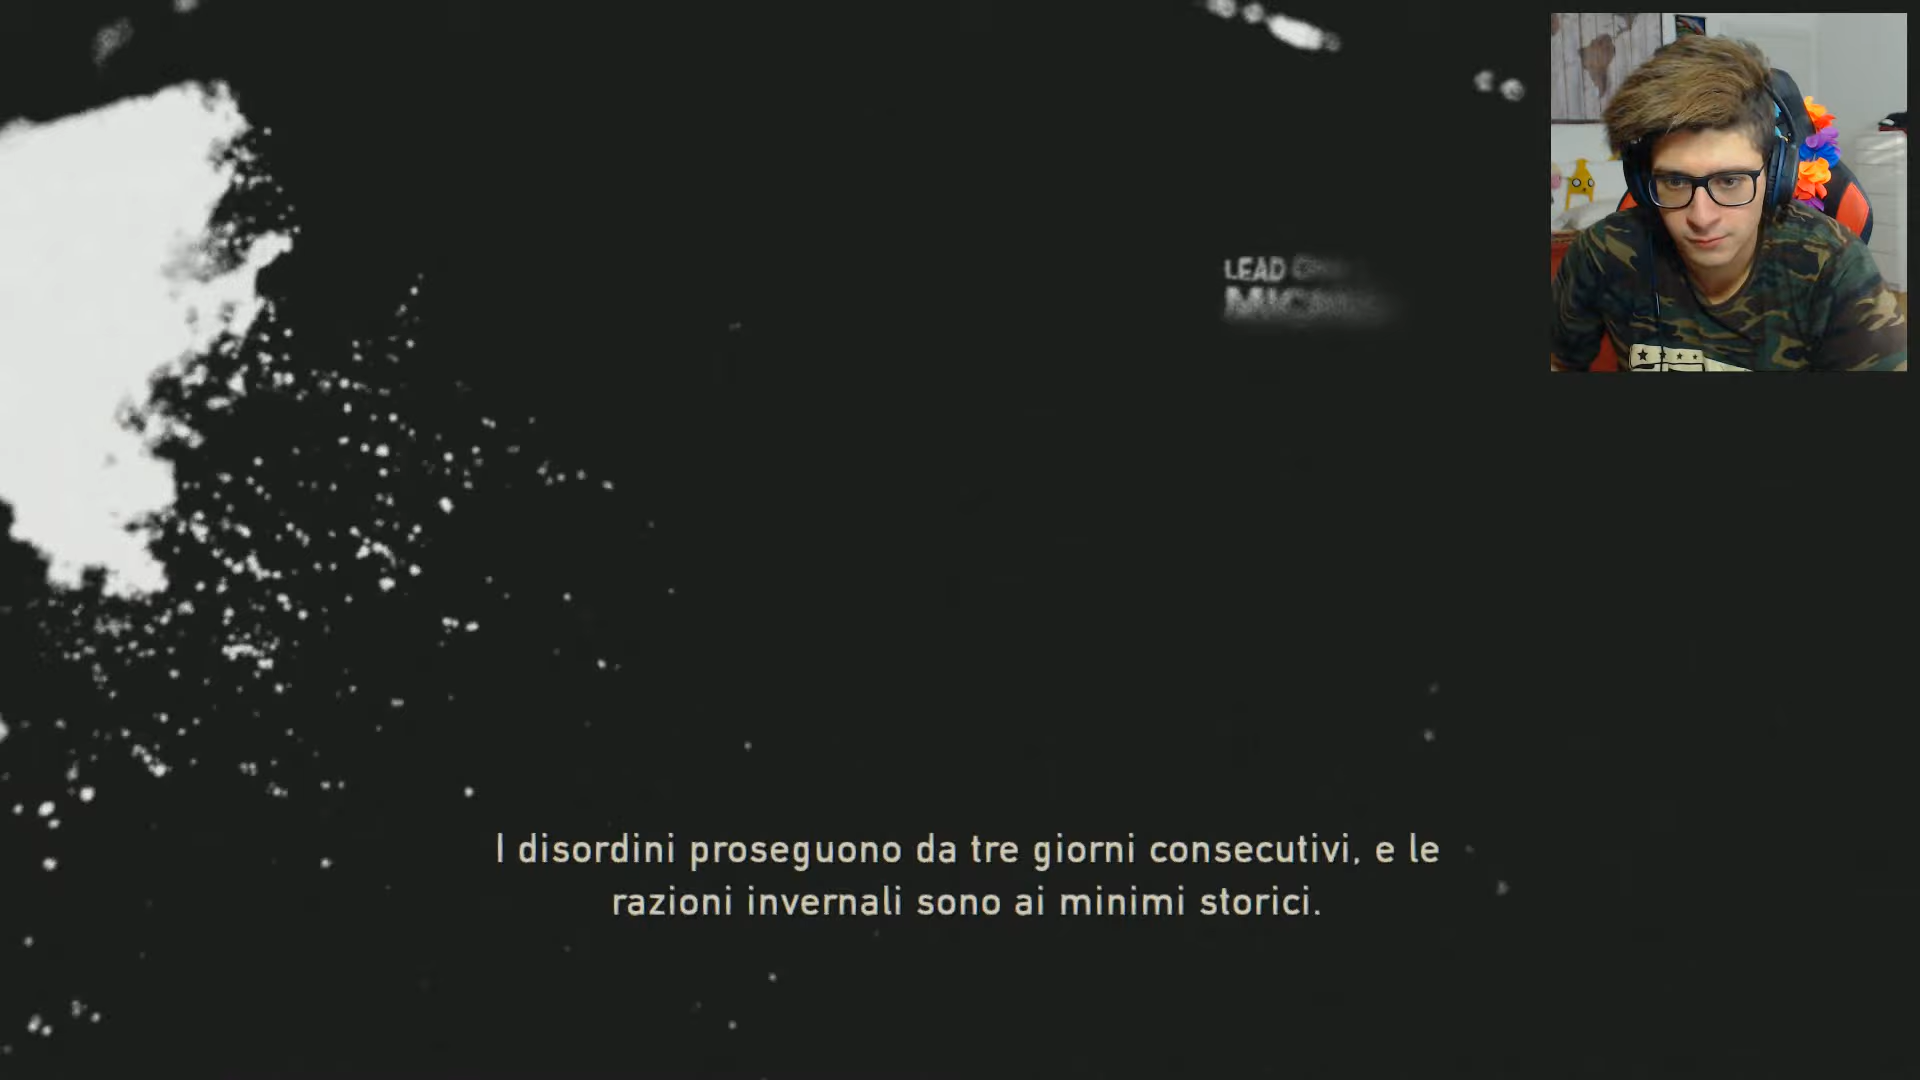 LEAD
I disordini proseguono da tre giorni consecutivi, e le
razioni invernali sono ai minimi storici.